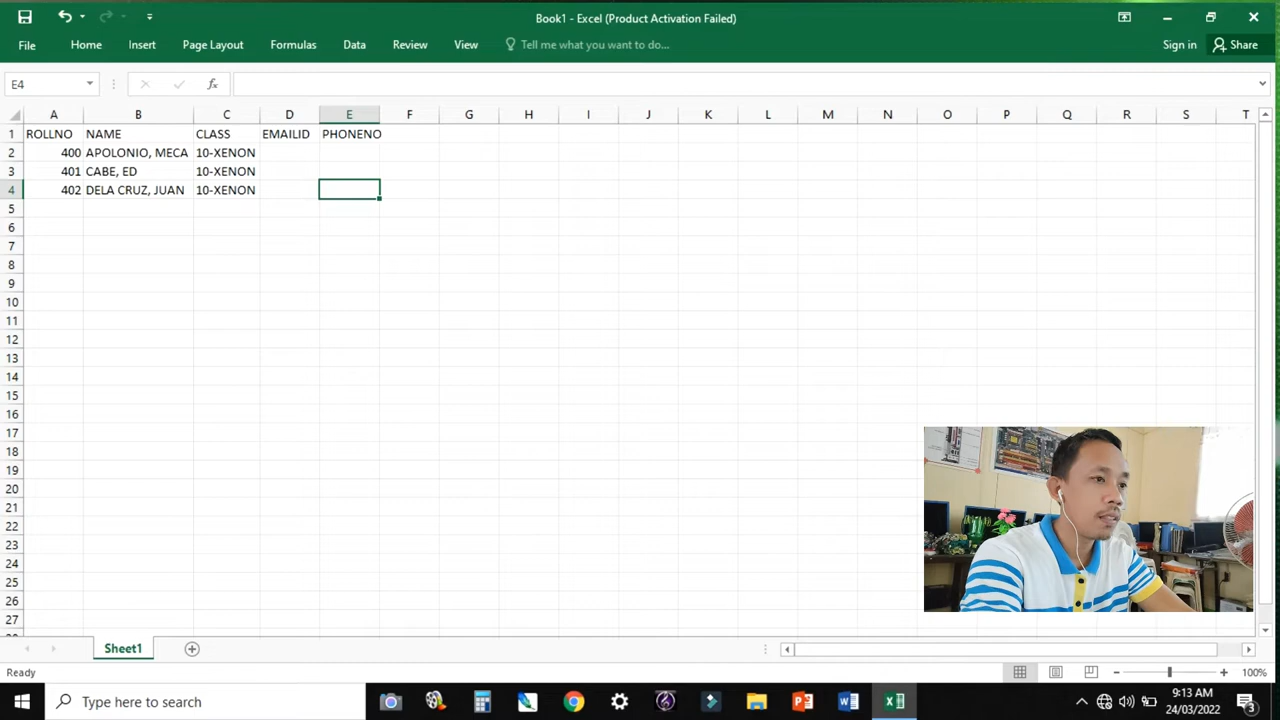 Book1 - Excel (Product Activation Failed)
File Home Insert Page Layout Formulas Data Review View Tell me what you want to do... Sign in Share
E4 fx
A B C D E F G H I J K L M N O P Q R S T
1 ROLLNO NAME CLASS EMAILID PHONENO
2 400 APOLONIO, MECA 10-XENON
3 401 CABE, ED 10-XENON
4 402 DELA CRUZ, JUAN 10-XENON
5
6
7
8
9
10
11
12
13
14
15
16
17
18
19
20
21
22
23
24
25
26
27
28
Sheet1
Ready 100%
Type here to search 9:13 AM
24/03/2022 3